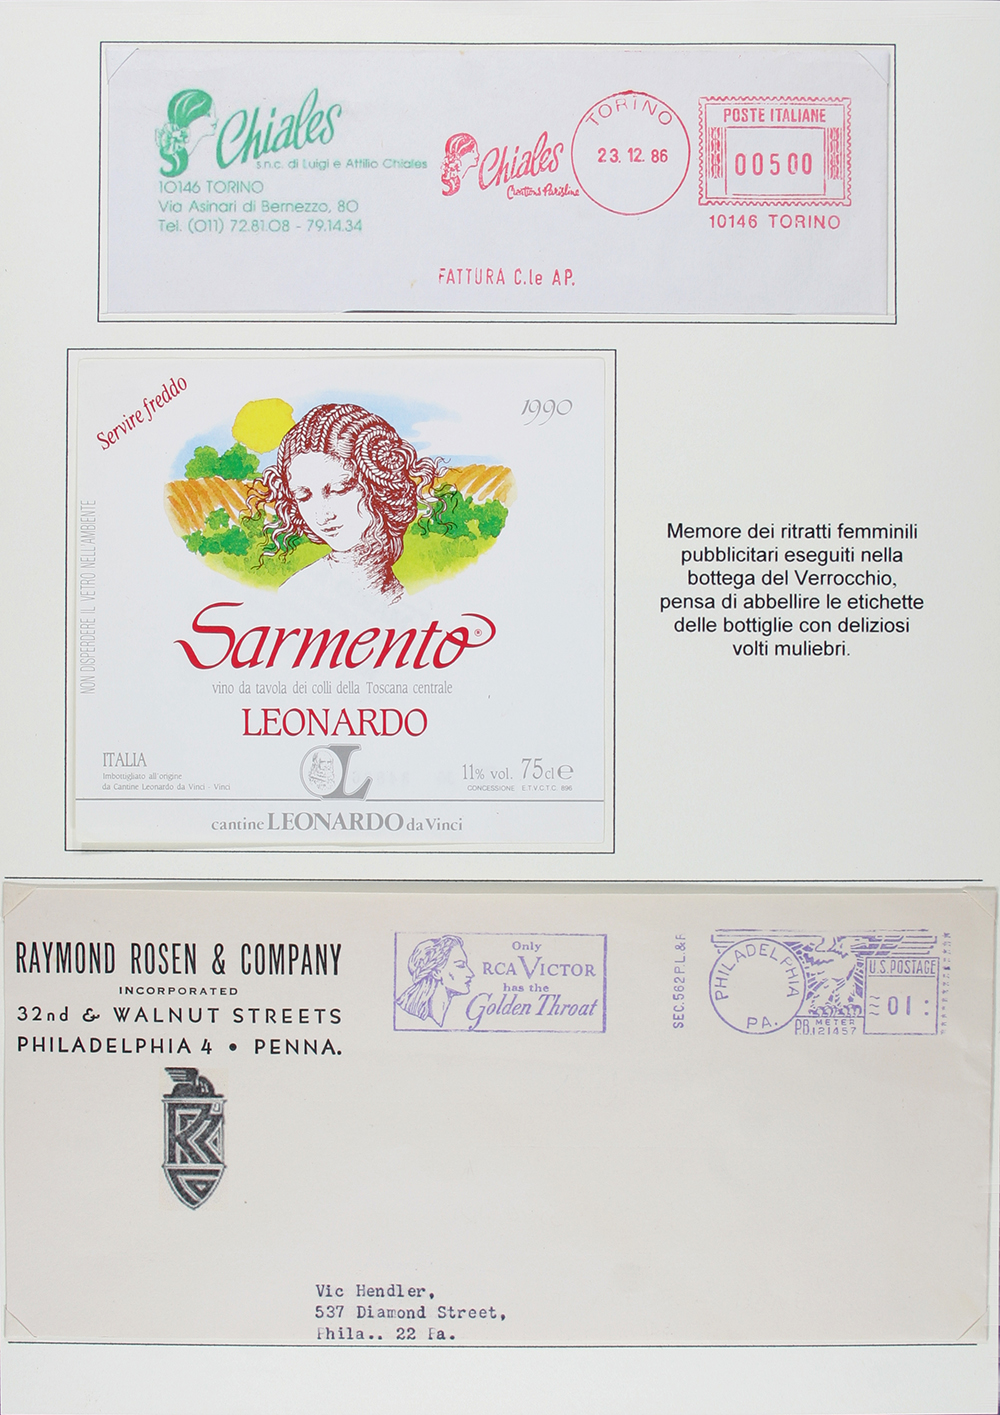 Chiales
s.n.c. di Luigi e Attilio Chiales
10146 TORINO
Via Asinari di Bernezzo, 80
Tel. (011) 72.81.08 - 79.14.34
Chiales
TORINO
23.12.86
POSTE ITALIANE
00500
10146 TORINO
FATTURA C.le AP.
Servire freddo
1990
NON DISPERDERE IL VETRO NELL'AMBIENTE
Sarmento®
vino da tavola dei colli della Toscana centrale
LEONARDO
ITALIA
Imbottigliato all'origine
da Cantine Leonardo da Vinci - Vinci
L
11% vol. 75cl e
CONCESSIONE E.T.V.C.T.C. 896
cantine LEONARDO da Vinci
Memore dei ritratti femminili
pubblicitari eseguiti nella
bottega del Verrocchio,
pensa di abbellire le etichette
delle bottiglie con deliziosi
volti muliebri.
RAYMOND ROSEN & COMPANY
INCORPORATED
32nd & WALNUT STREETS
PHILADELPHIA 4 • PENNA.
Only
RCA VICTOR
has the
Golden Throat
SEC.562 P.L.&R
PHILADELPHIA
PA.
P.B. METER
121457
U.S. POSTAGE
01
Vic Hendler,
537 Diamond Street,
Phila.. 22 Pa.